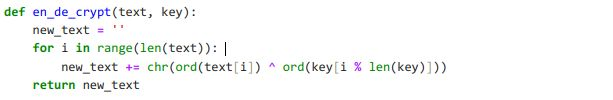 def en_de_crypt(text, key):
    new_text = ''
    for i in range(len(text)):
        new_text += chr(ord(text[i]) ^ ord(key[i % len(key)]))
    return new_text